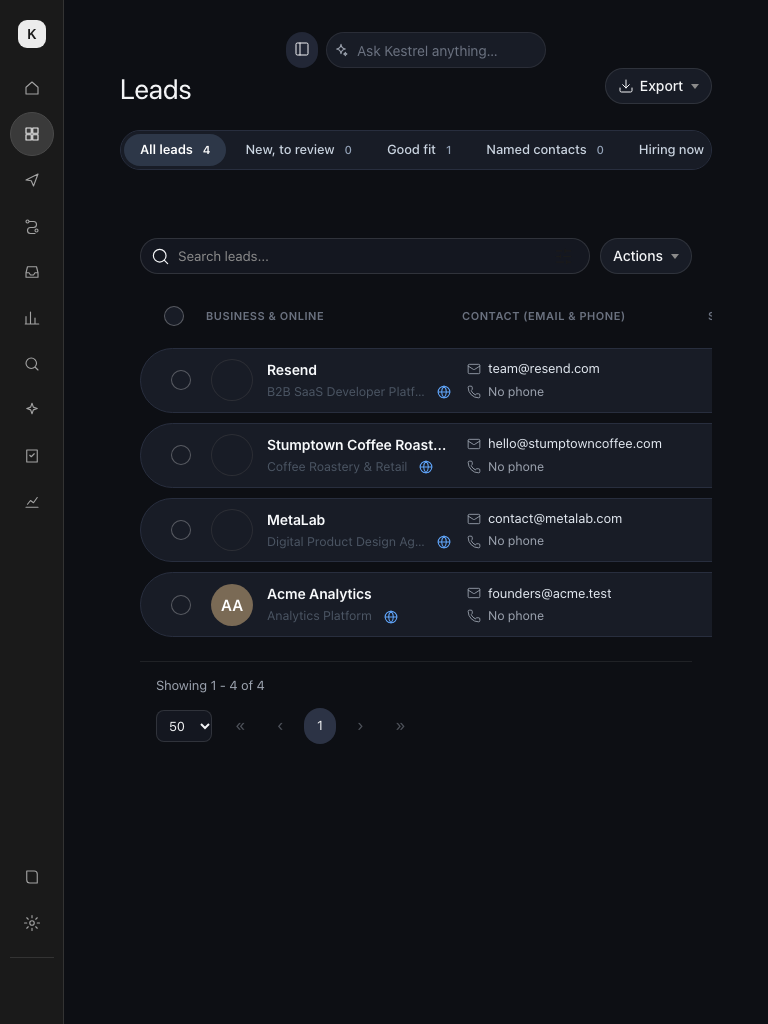 K
Ask Kestrel anything...
Leads
Export
All leads 4 New, to review 0 Good fit 1 Named contacts 0 Hiring now
Search leads...
Actions
BUSINESS & ONLINE CONTACT (EMAIL & PHONE)
Resend
team@resend.com
B2B SaaS Developer Platf...
No phone
Stumptown Coffee Roast...
hello@stumptowncoffee.com
Coffee Roastery & Retail
No phone
MetaLab
contact@metalab.com
Digital Product Design Ag...
No phone
AA
Acme Analytics
founders@acme.test
Analytics Platform
No phone
Showing 1 - 4 of 4
50 « ‹ 1 › »